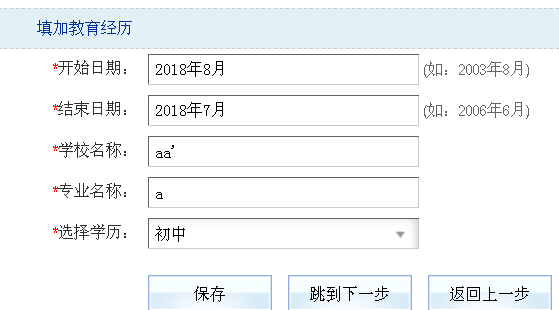 填加教育经历
*开始日期： 2018年8月 (如：2003年8月)
*结束日期： 2018年7月 (如：2006年6月)
*学校名称： aa'
*专业名称： a
*选择学历： 初中
保存 跳到下一步 返回上一步